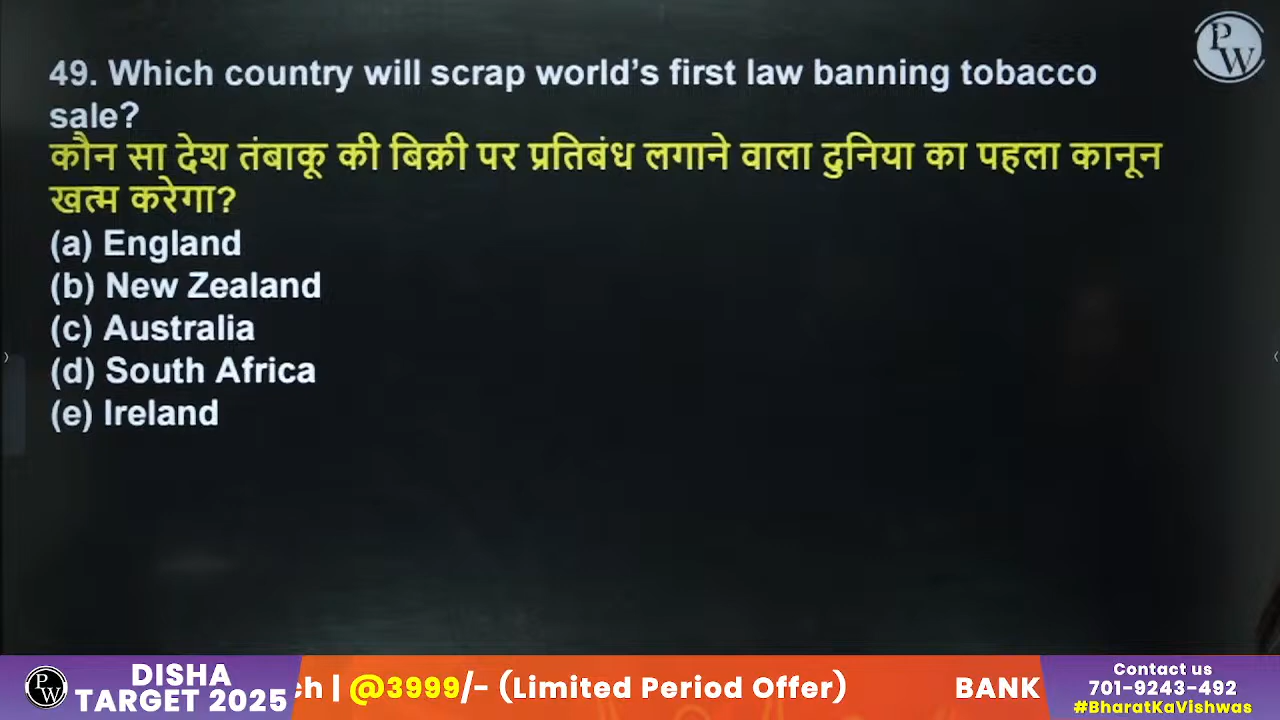 PW
49. Which country will scrap world’s first law banning tobacco
sale?
कौन सा देश तंबाकू की बिक्री पर प्रतिबंध लगाने वाला दुनिया का पहला कानून
खत्म करेगा?
(a) England
(b) New Zealand
(c) Australia
(d) South Africa
(e) Ireland
PW
DISHA
TARGET 2025
ch | @3999/- (Limited Period Offer)
BANK
Contact us
701-9243-492
#BharatKaVishwas